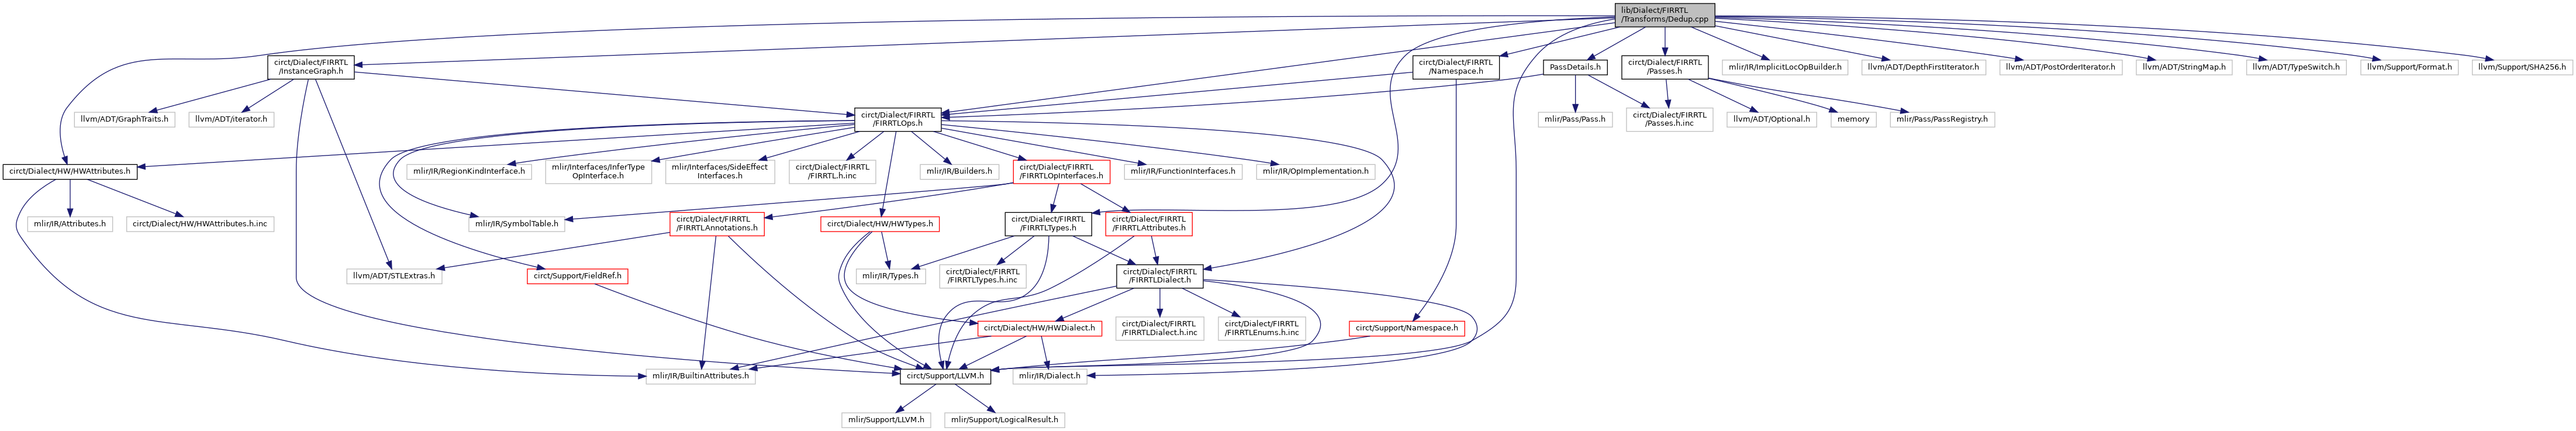 lib/Dialect/FIRRTL
/Transforms/Dedup.cpp
circt/Dialect/FIRRTL
/InstanceGraph.h
circt/Dialect/FIRRTL
/Namespace.h
PassDetails.h
circt/Dialect/FIRRTL
/Passes.h
mlir/IR/ImplicitLocOpBuilder.h
llvm/ADT/DepthFirstIterator.h
llvm/ADT/PostOrderIterator.h
llvm/ADT/StringMap.h
llvm/ADT/TypeSwitch.h
llvm/Support/Format.h
llvm/Support/SHA256.h
llvm/ADT/GraphTraits.h
llvm/ADT/iterator.h
circt/Dialect/FIRRTL
/FIRRTLOps.h
mlir/Pass/Pass.h
circt/Dialect/FIRRTL
/Passes.h.inc
llvm/ADT/Optional.h
memory
mlir/Pass/PassRegistry.h
circt/Dialect/HW/HWAttributes.h
mlir/IR/RegionKindInterface.h
mlir/Interfaces/InferType
OpInterface.h
mlir/Interfaces/SideEffect
Interfaces.h
circt/Dialect/FIRRTL
/FIRRTL.h.inc
mlir/IR/Builders.h
circt/Dialect/FIRRTL
/FIRRTLOpInterfaces.h
mlir/IR/FunctionInterfaces.h
mlir/IR/OpImplementation.h
mlir/IR/Attributes.h
circt/Dialect/HW/HWAttributes.h.inc
mlir/IR/SymbolTable.h
circt/Dialect/FIRRTL
/FIRRTLAnnotations.h
circt/Dialect/HW/HWTypes.h
circt/Dialect/FIRRTL
/FIRRTLTypes.h
circt/Dialect/FIRRTL
/FIRRTLAttributes.h
llvm/ADT/STLExtras.h
circt/Support/FieldRef.h
mlir/IR/Types.h
circt/Dialect/FIRRTL
/FIRRTLTypes.h.inc
circt/Dialect/FIRRTL
/FIRRTLDialect.h
circt/Dialect/HW/HWDialect.h
circt/Dialect/FIRRTL
/FIRRTLDialect.h.inc
circt/Dialect/FIRRTL
/FIRRTLEnums.h.inc
circt/Support/Namespace.h
mlir/IR/BuiltinAttributes.h
circt/Support/LLVM.h
mlir/IR/Dialect.h
mlir/Support/LLVM.h
mlir/Support/LogicalResult.h